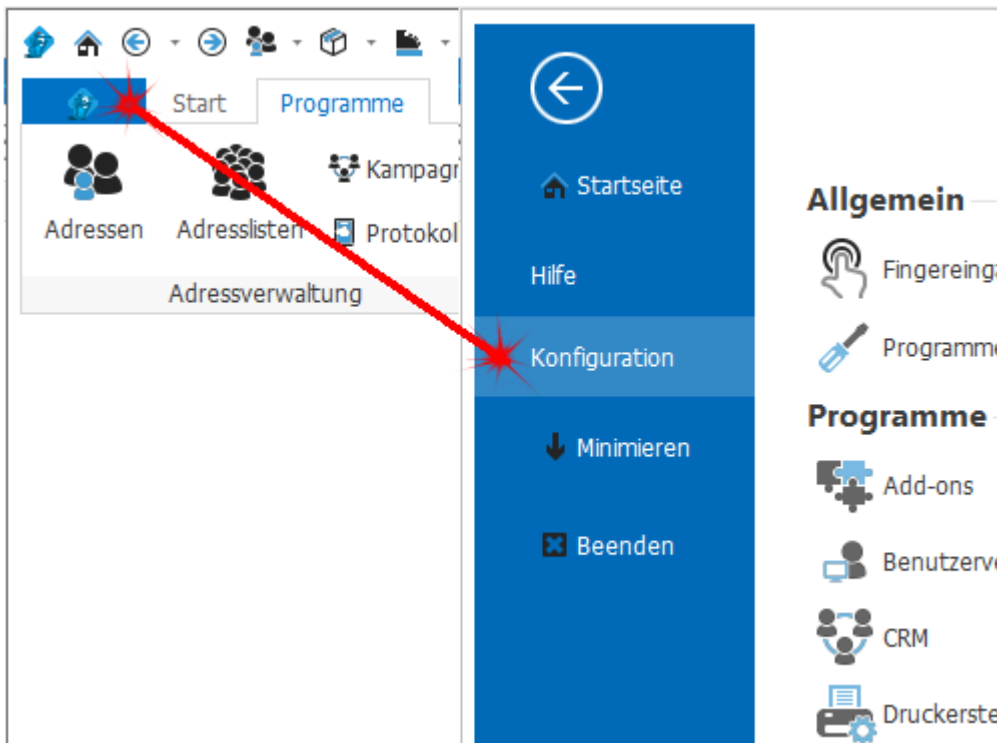 Start
Programme
Adressen
Adresslisten
Kampagr
Protokol
Adressverwaltung
Startseite
Hilfe
Konfiguration
Minimieren
Beenden
Allgemein
Fingereinga
Programme
Programme
Add-ons
Benutzerve
CRM
Druckerste